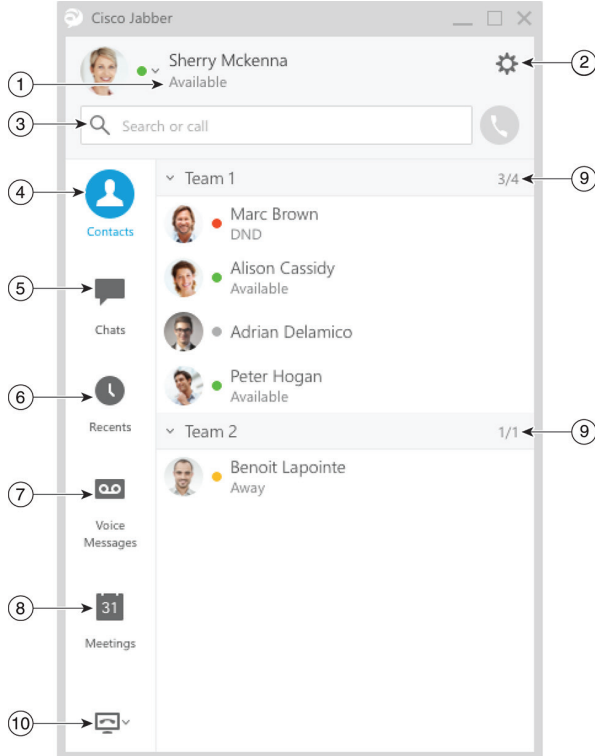 Cisco Jabber
Sherry Mckenna
2
1
Available
3
Search or call
4
Team 1
3/4
9
Marc Brown
Contacts
DND
5
Alison Cassidy
Available
Chats
Adrian Delamico
6
Peter Hogan
Available
Recents
Team 2
1/1
9
Benoit Lapointe
7
Away
Voice
Messages
8
31
Meetings
10